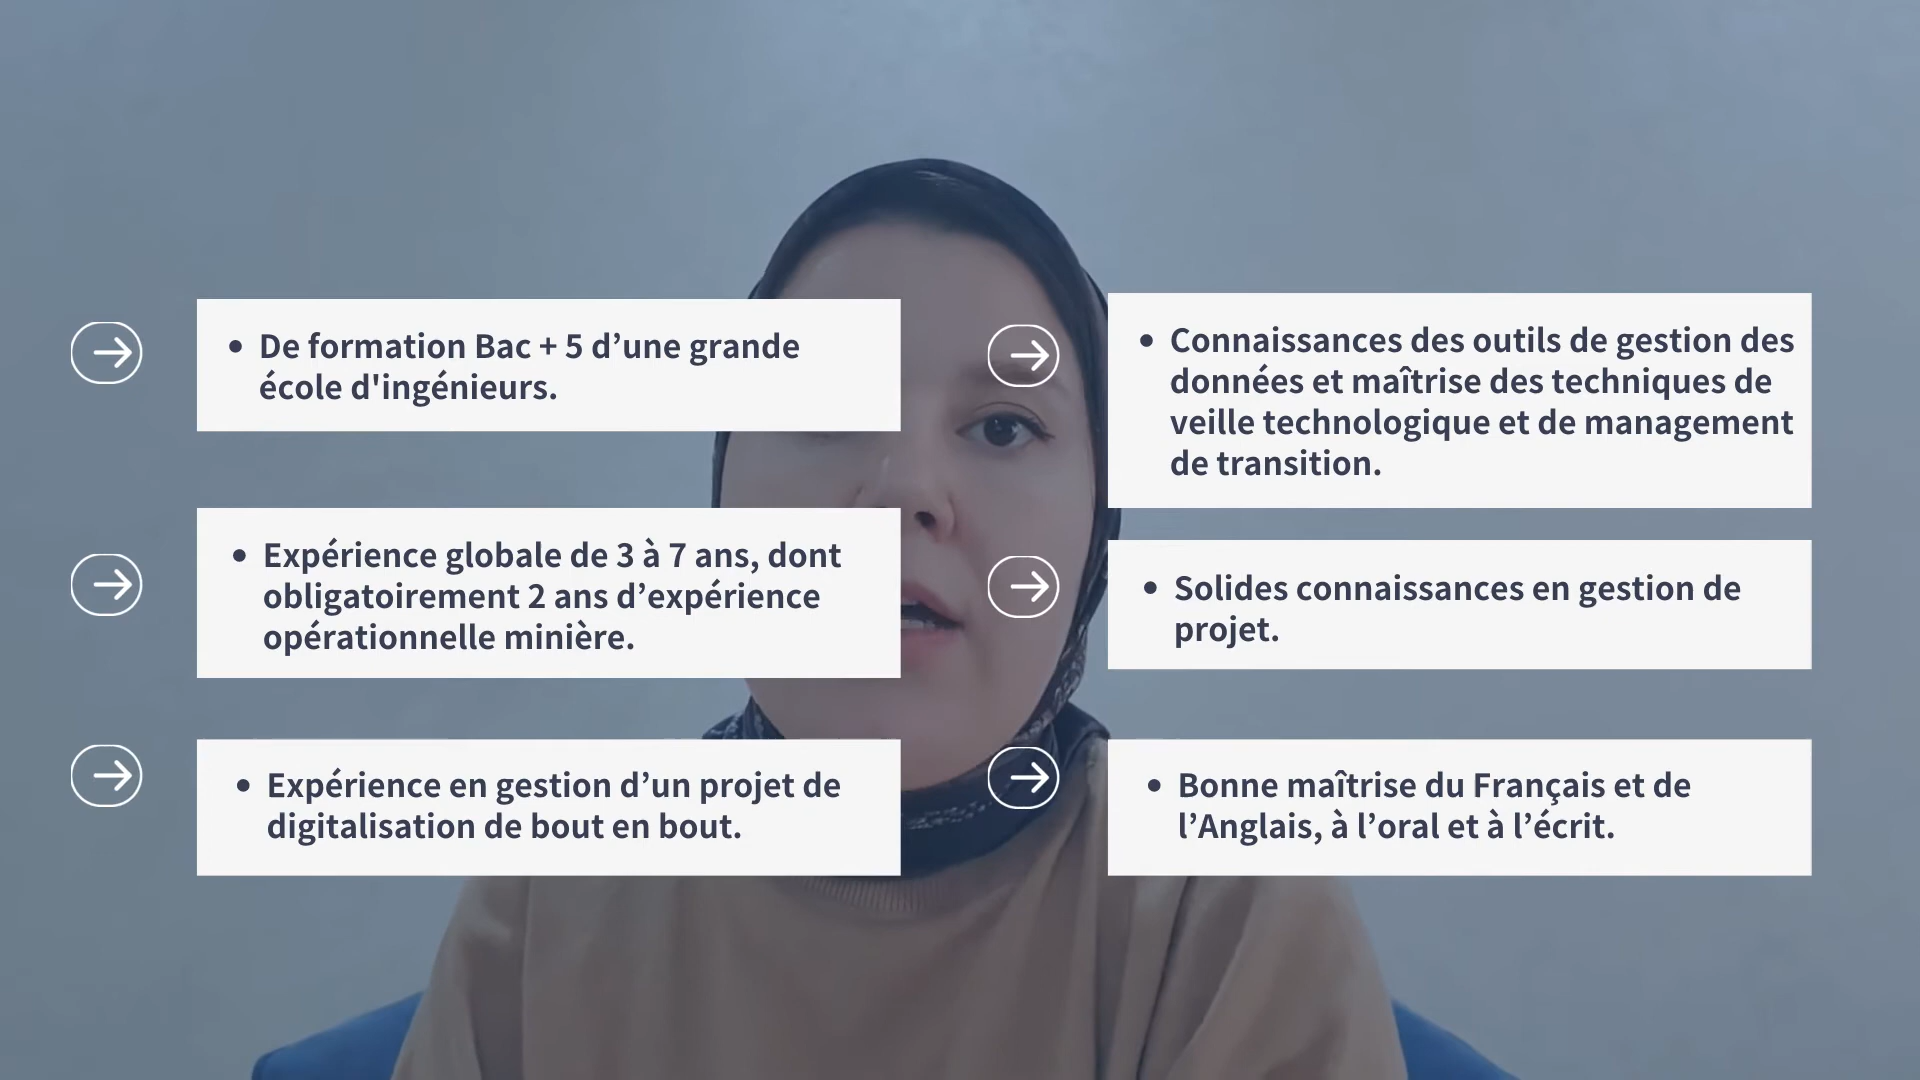 • De formation Bac + 5 d’une grande
école d'ingénieurs.
• Expérience globale de 3 à 7 ans, dont
obligatoirement 2 ans d’expérience
opérationnelle minière.
• Expérience en gestion d’un projet de
digitalisation de bout en bout.
• Connaissances des outils de gestion des
données et maîtrise des techniques de
veille technologique et de management
de transition.
• Solides connaissances en gestion de
projet.
• Bonne maîtrise du Français et de
l’Anglais, à l’oral et à l’écrit.